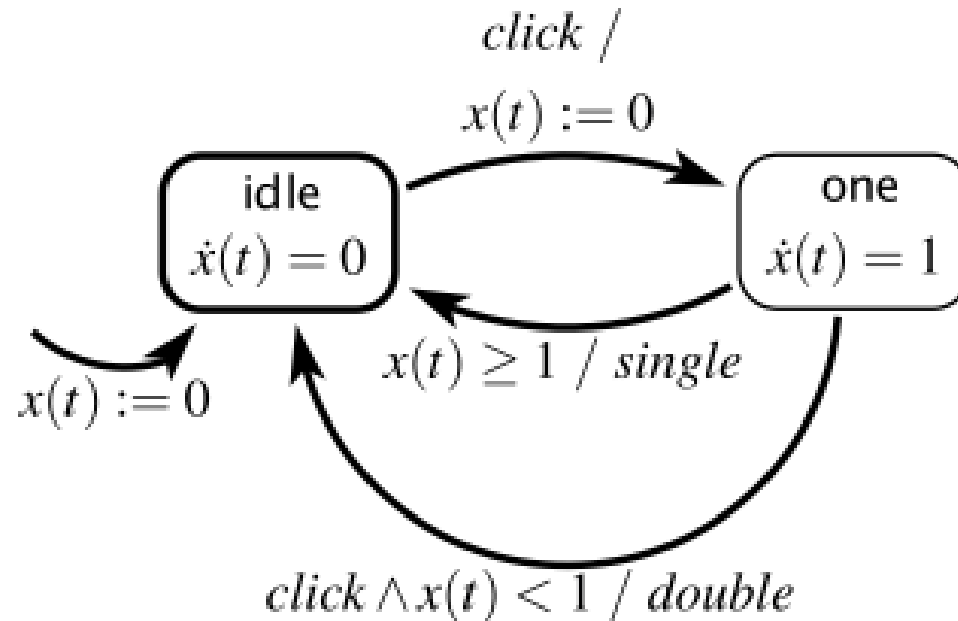 click /
x(t) := 0
idle
ẋ(t) = 0
one
ẋ(t) = 1
x(t) ≥ 1 / single
x(t) := 0
click ∧ x(t) < 1 / double